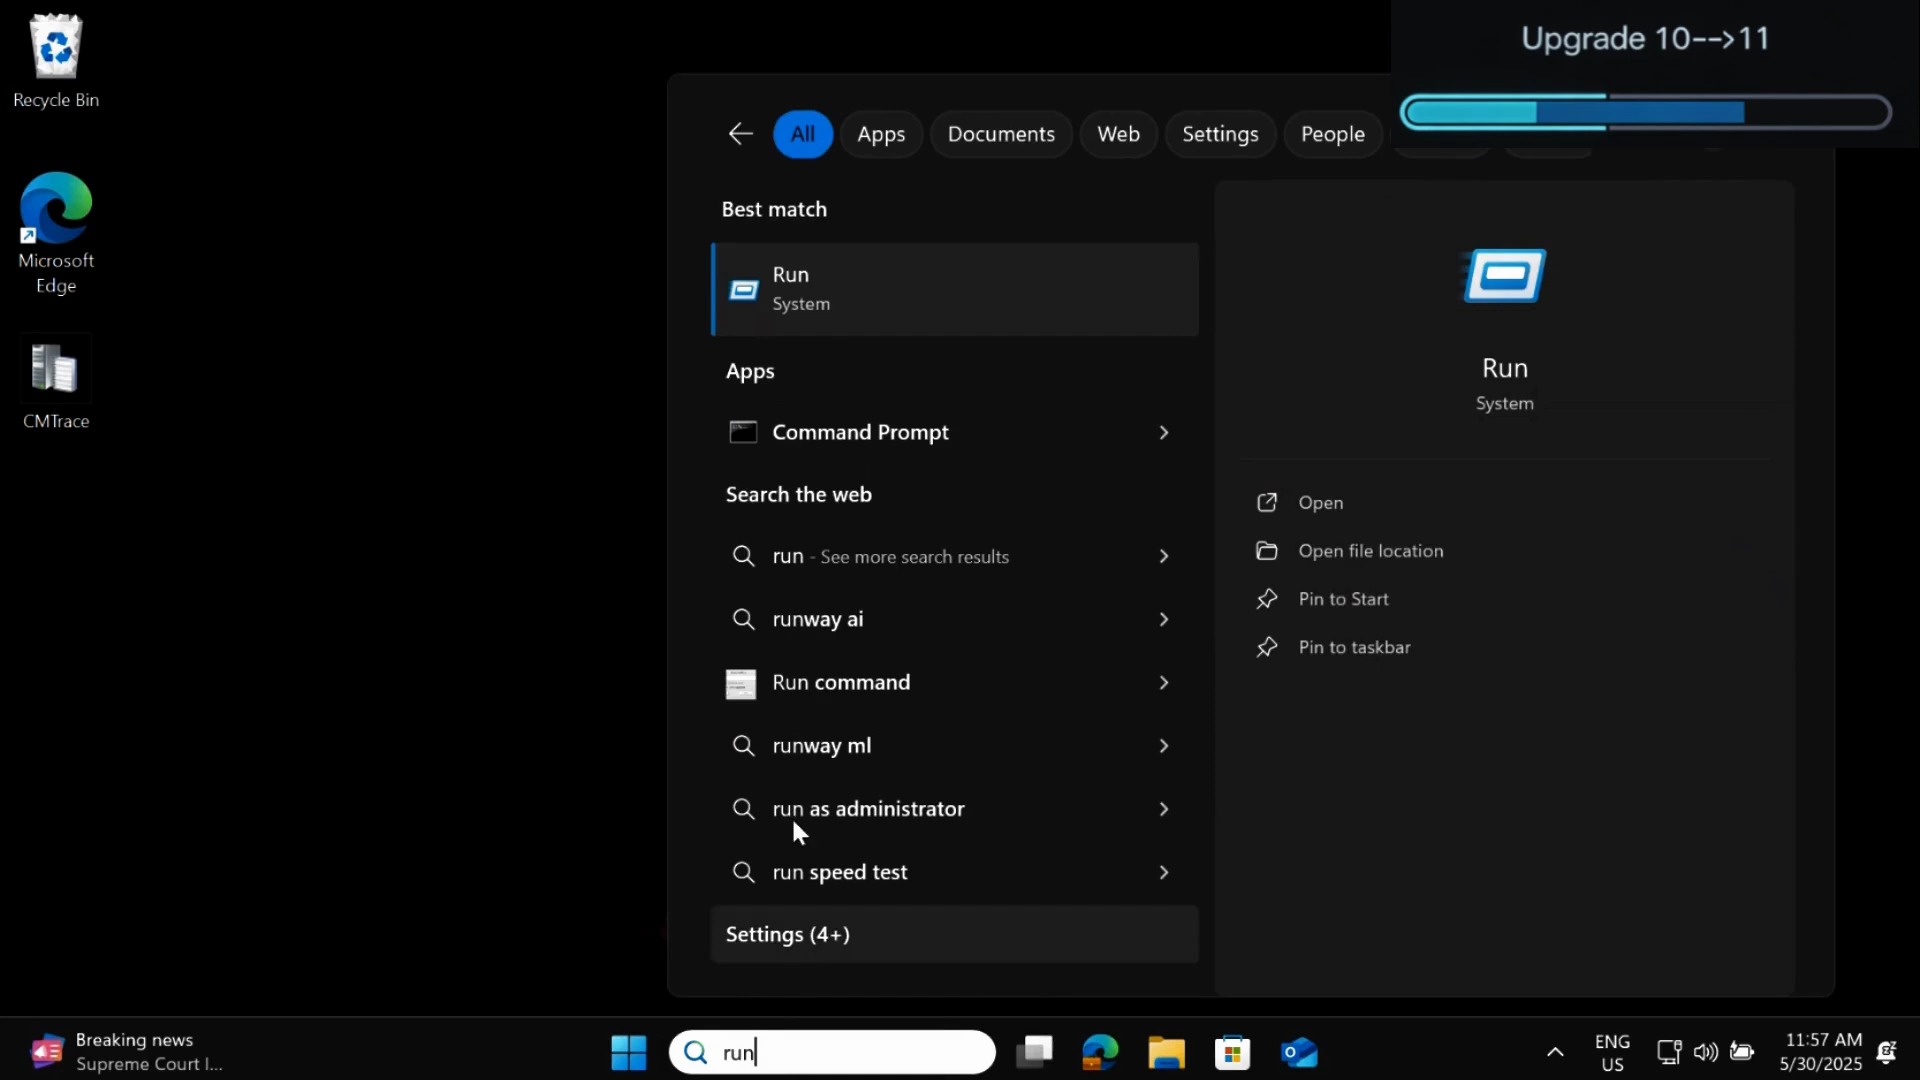 Recycle Bin
Microsoft
Edge
CMTrace
Upgrade 10-->11
All
Apps
Documents
Web
Settings
People
Best match
Run
System
Apps
Command Prompt
Search the web
run - See more search results
runway ai
Run command
runway ml
run as administrator
run speed test
Settings (4+)
Run
System
Open
Open file location
Pin to Start
Pin to taskbar
Breaking news
Supreme Court I...
run
ENG
US
11:57 AM
5/30/2025